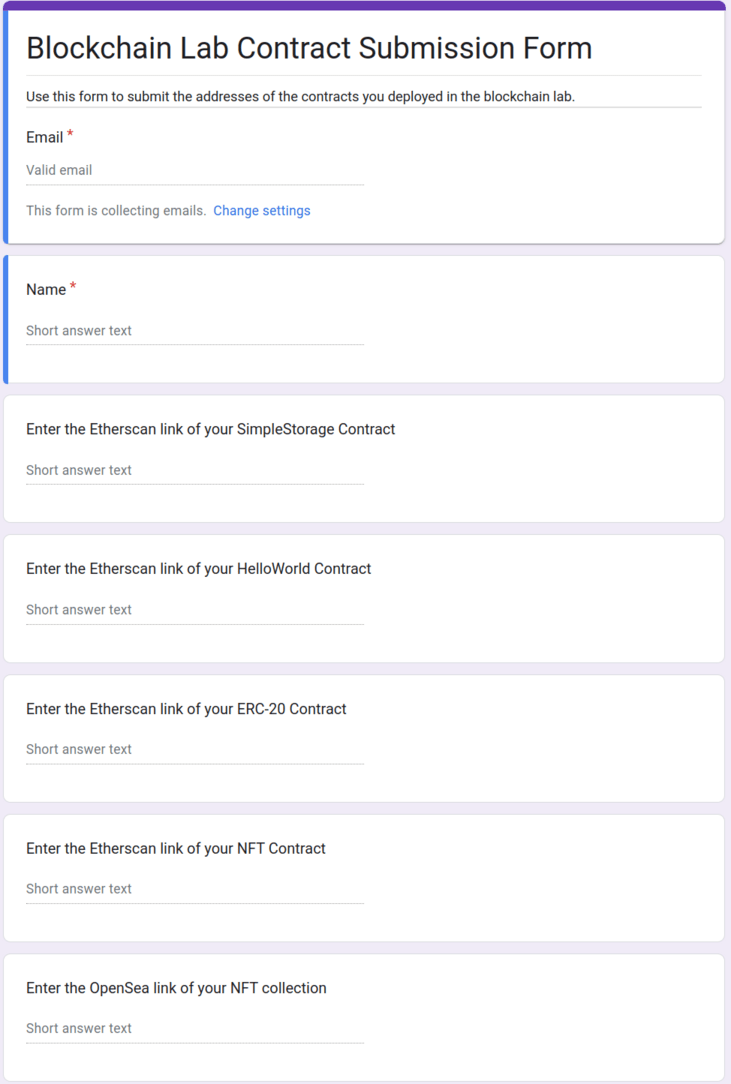 Blockchain Lab Contract Submission Form
Use this form to submit the addresses of the contracts you deployed in the blockchain lab.
Email *
Valid email
This form is collecting emails. Change settings
Name *
Short answer text
Enter the Etherscan link of your SimpleStorage Contract
Short answer text
Enter the Etherscan link of your HelloWorld Contract
Short answer text
Enter the Etherscan link of your ERC-20 Contract
Short answer text
Enter the Etherscan link of your NFT Contract
Short answer text
Enter the OpenSea link of your NFT collection
Short answer text